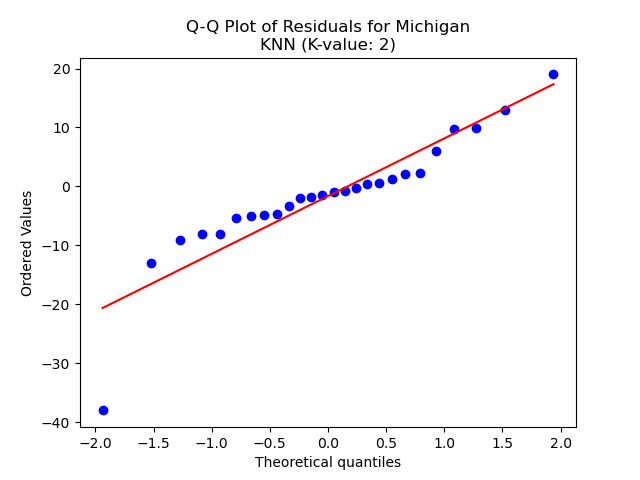 Q-Q Plot of Residuals for Michigan
KNN (K-value: 2)
20
10
0
−10
−20
−30
−40
Ordered Values
−2.0 −1.5 −1.0 −0.5 0.0 0.5 1.0 1.5 2.0
Theoretical quantiles